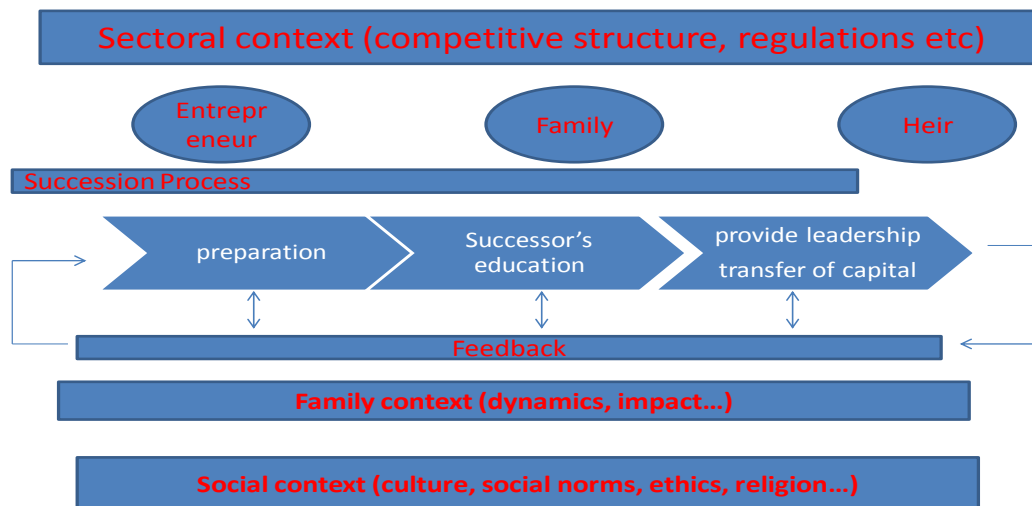 Sectoral context (competitive structure, regulations etc)
Entrepr
eneur
Family
Heir
Succession Process
preparation
Successor’s
education
provide leadership
transfer of capital
Feedback
Family context (dynamics, impact…)
Social context (culture, social norms, ethics, religion…)